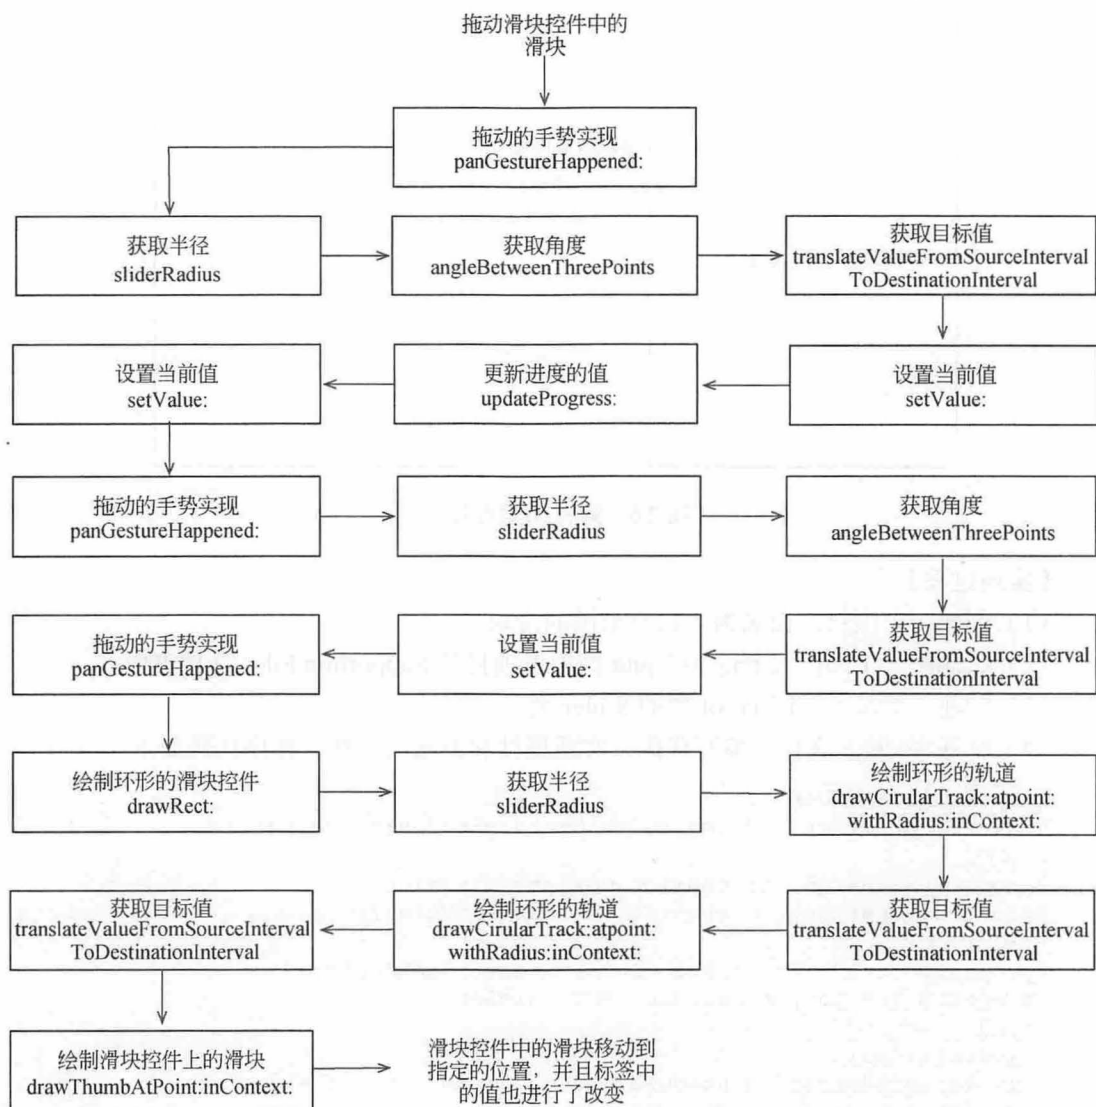 拖动滑块控件中的
滑块
拖动的手势实现
panGestureHappened:
获取半径
sliderRadius
获取角度
angleBetweenThreePoints
获取目标值
translateValueFromSourceInterval
ToDestinationInterval
设置当前值
setValue:
更新进度的值
updateProgress:
设置当前值
setValue:
拖动的手势实现
panGestureHappened:
获取半径
sliderRadius
获取角度
angleBetweenThreePoints
获取目标值
translateValueFromSourceInterval
ToDestinationInterval
设置当前值
setValue:
拖动的手势实现
panGestureHappened:
绘制环形的滑块控件
drawRect:
获取半径
sliderRadius
绘制环形的轨道
drawCirularTrack:atpoint:
withRadius:inContext:
获取目标值
translateValueFromSourceInterval
ToDestinationInterval
绘制环形的轨道
drawCirularTrack:atpoint:
withRadius:inContext:
获取目标值
translateValueFromSourceInterval
ToDestinationInterval
绘制滑块控件上的滑块
drawThumbAtPoint:inContext:
滑块控件中的滑块移动到
指定的位置，并且标签中
的值也进行了改变